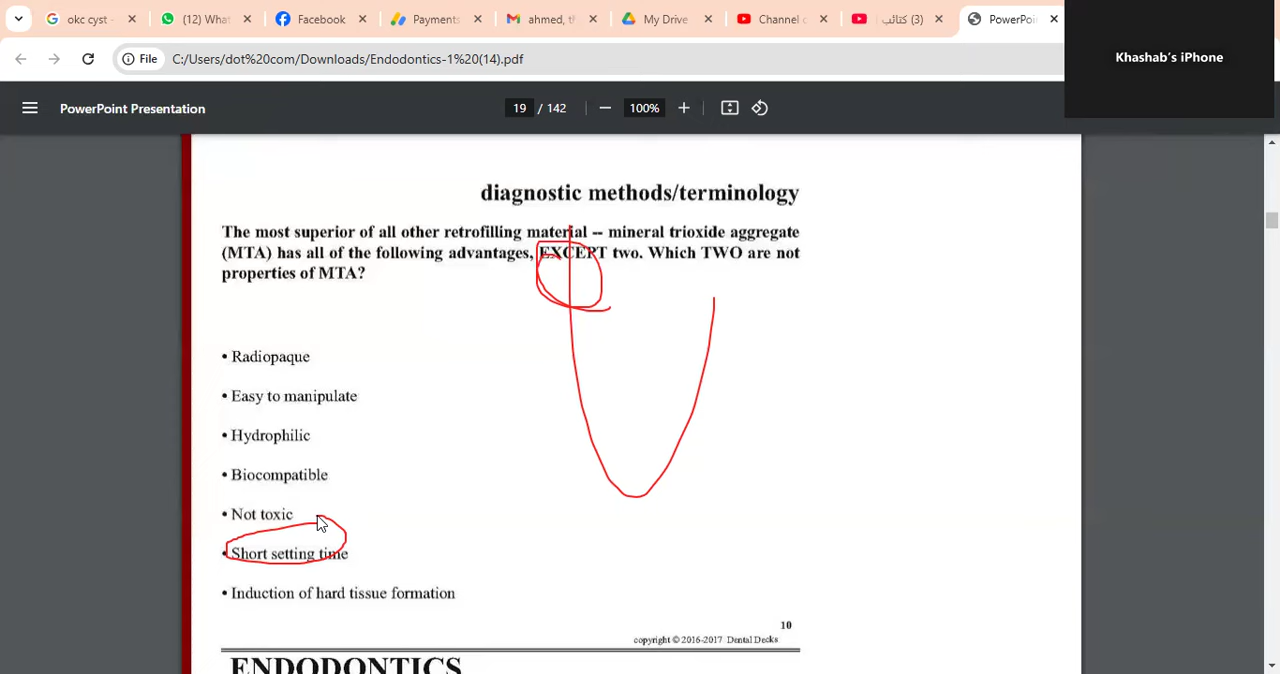 okc cyst -
(12) What
Facebook
Payments
ahmed, th
My Drive
Channel c
(3) كتائب
PowerPoi
File
C:/Users/dot%20com/Downloads/Endodontics-1%20(14).pdf
Khashab's iPhone
PowerPoint Presentation
19 / 142
100%
diagnostic methods/terminology
The most superior of all other retrofilling material -- mineral trioxide aggregate
(MTA) has all of the following advantages, EXCEPT two. Which TWO are not
properties of MTA?
• Radiopaque
• Easy to manipulate
• Hydrophilic
• Biocompatible
• Not toxic
• Short setting time
• Induction of hard tissue formation
10
copyright © 2016-2017 Dental Decks
ENDODONTICS